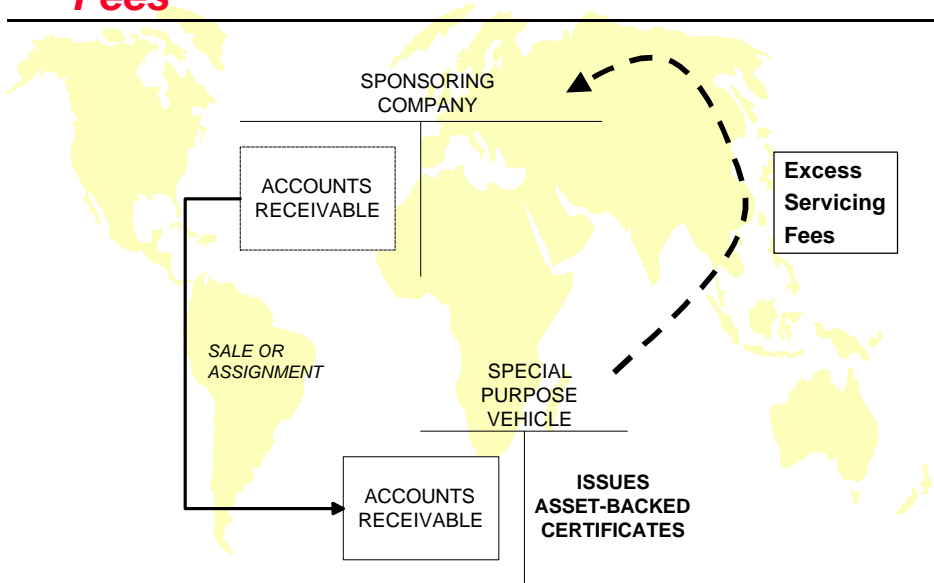 Fees
SPONSORING
COMPANY
ACCOUNTS
RECEIVABLE
Excess
Servicing
Fees
SALE OR
ASSIGNMENT
SPECIAL
PURPOSE
VEHICLE
ACCOUNTS
RECEIVABLE
ISSUES
ASSET-BACKED
CERTIFICATES